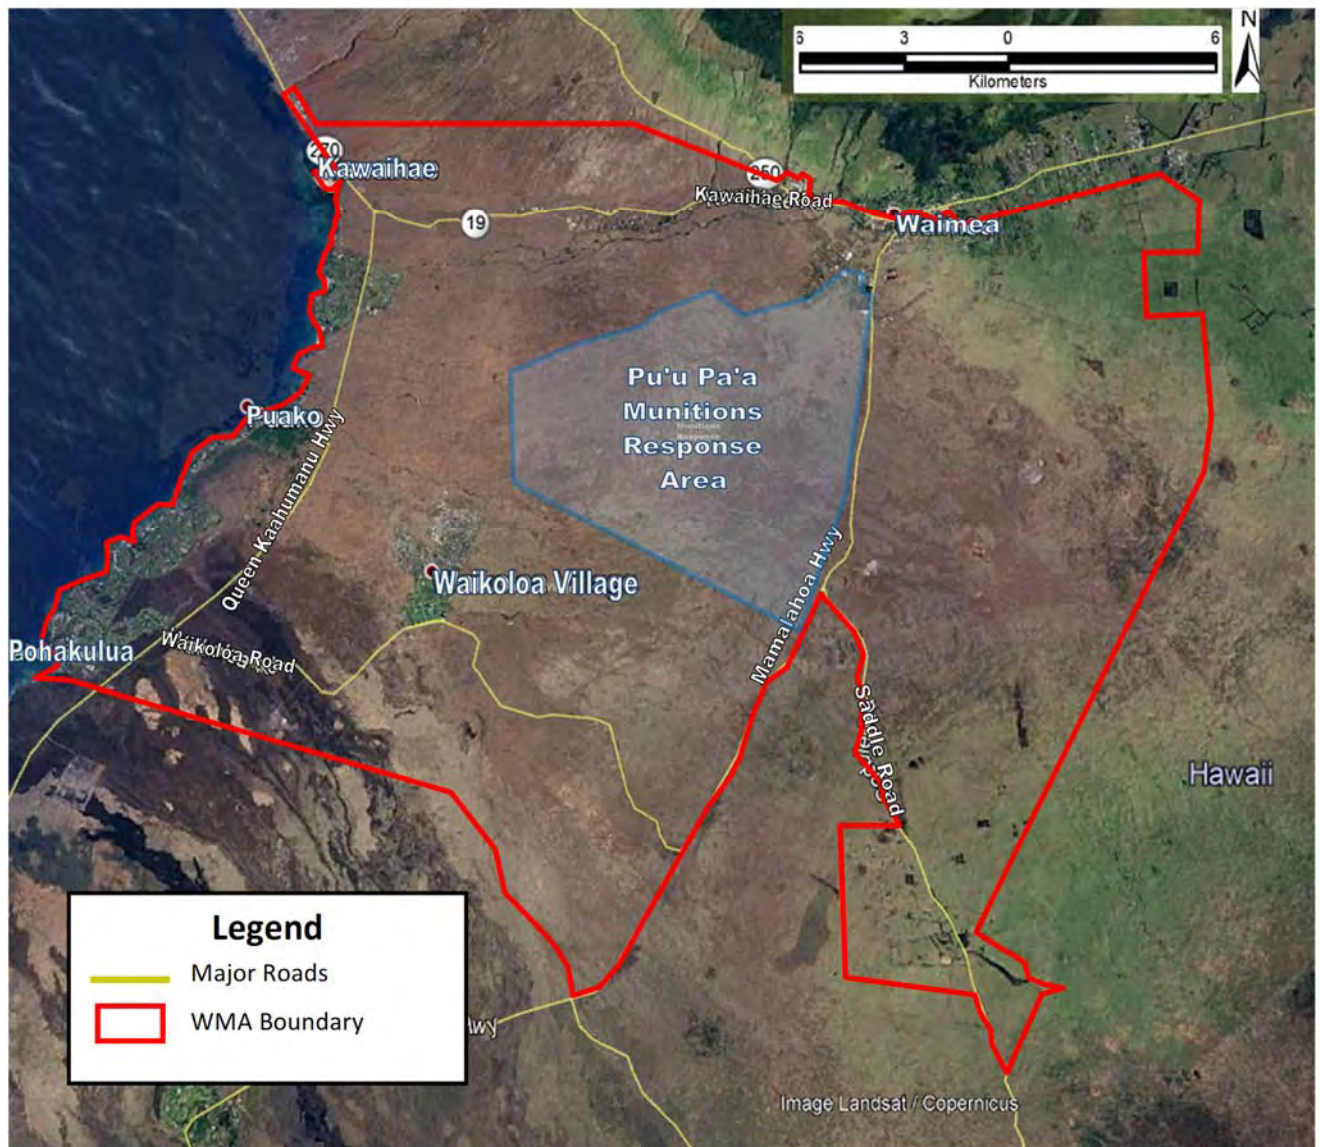 6 3 0 6
Kilometers
N
270
Kawaihae
250
Kawaihae Road
19
Waimea
Pu'u Pa'a
Munitions
Response
Area
Munitions
Response
Puako
Queen Kaahumanu Hwy
Waikoloa Village
Mamalahoa Hwy
Pohakulua
Waikoloa Road
Saddle Road
Hawaii
Legend
Major Roads
WMA Boundary
Hwy
Image Landsat / Copernicus